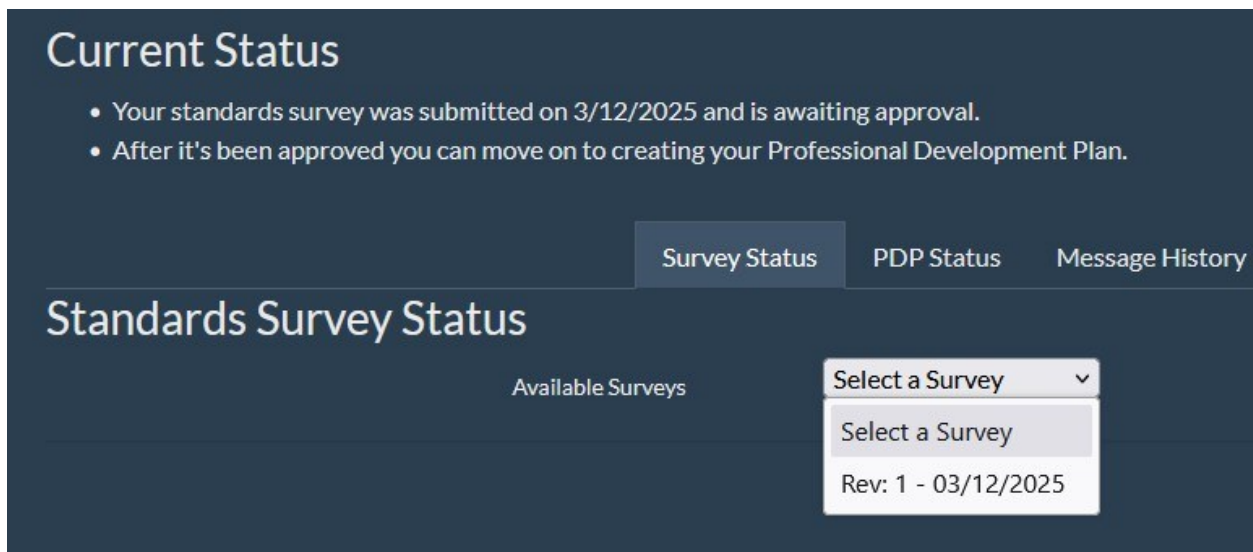 Current Status
• Your standards survey was submitted on 3/12/2025 and is awaiting approval.
• After it's been approved you can move on to creating your Professional Development Plan.
Survey Status PDP Status Message History
Standards Survey Status
Available Surveys Select a Survey
Select a Survey
Rev: 1 - 03/12/2025